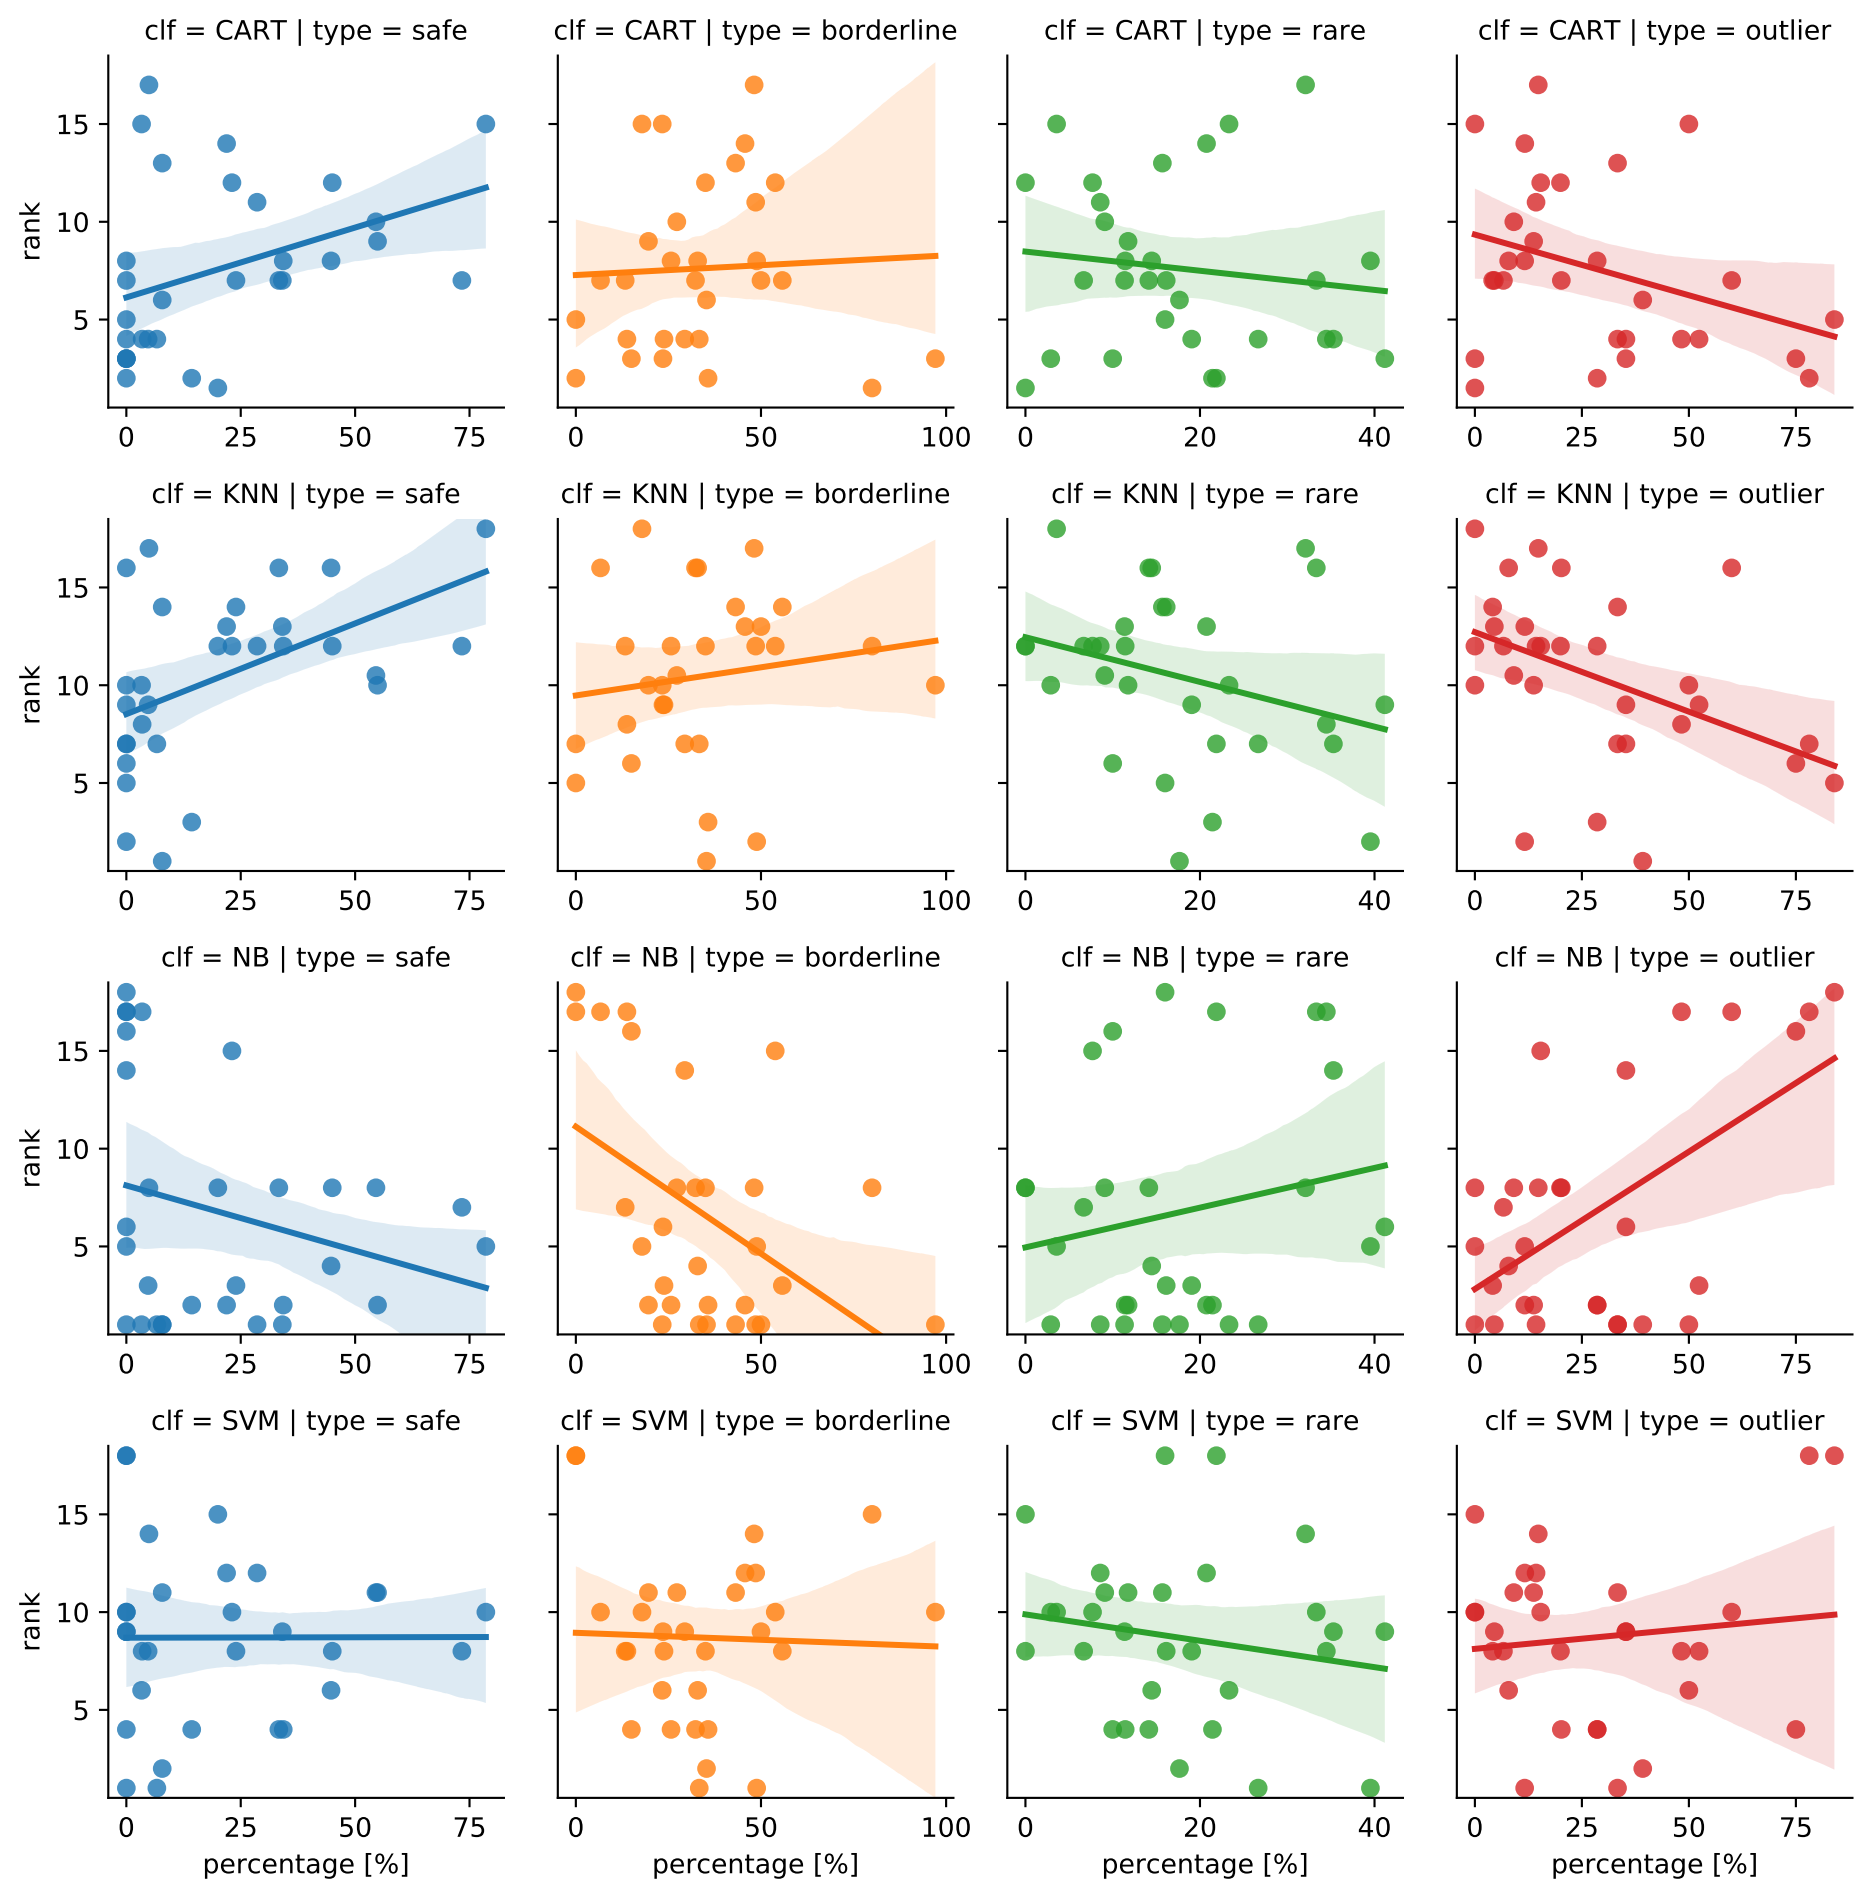 clf = CART | type = safe
clf = CART | type = borderline
clf = CART | type = rare
clf = CART | type = outlier
rank
15
10
5
0 25 50 75
0 50 100
0 20 40
0 25 50 75
clf = KNN | type = safe
clf = KNN | type = borderline
clf = KNN | type = rare
clf = KNN | type = outlier
rank
15
10
5
0 25 50 75
0 50 100
0 20 40
0 25 50 75
clf = NB | type = safe
clf = NB | type = borderline
clf = NB | type = rare
clf = NB | type = outlier
rank
15
10
5
0 25 50 75
0 50 100
0 20 40
0 25 50 75
clf = SVM | type = safe
clf = SVM | type = borderline
clf = SVM | type = rare
clf = SVM | type = outlier
rank
15
10
5
0 25 50 75
0 50 100
0 20 40
0 25 50 75
percentage [%]
percentage [%]
percentage [%]
percentage [%]